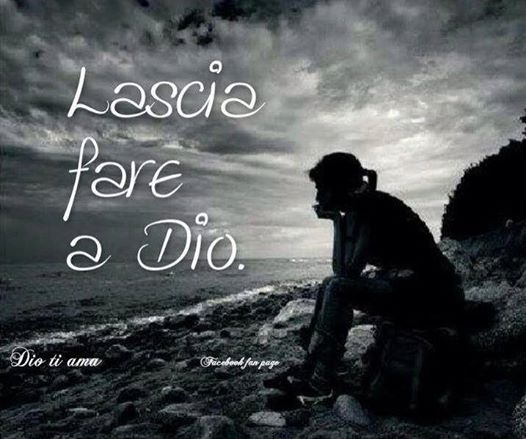 Lascia
fare
a Dio.
Dio ti ama
Facebook fan page